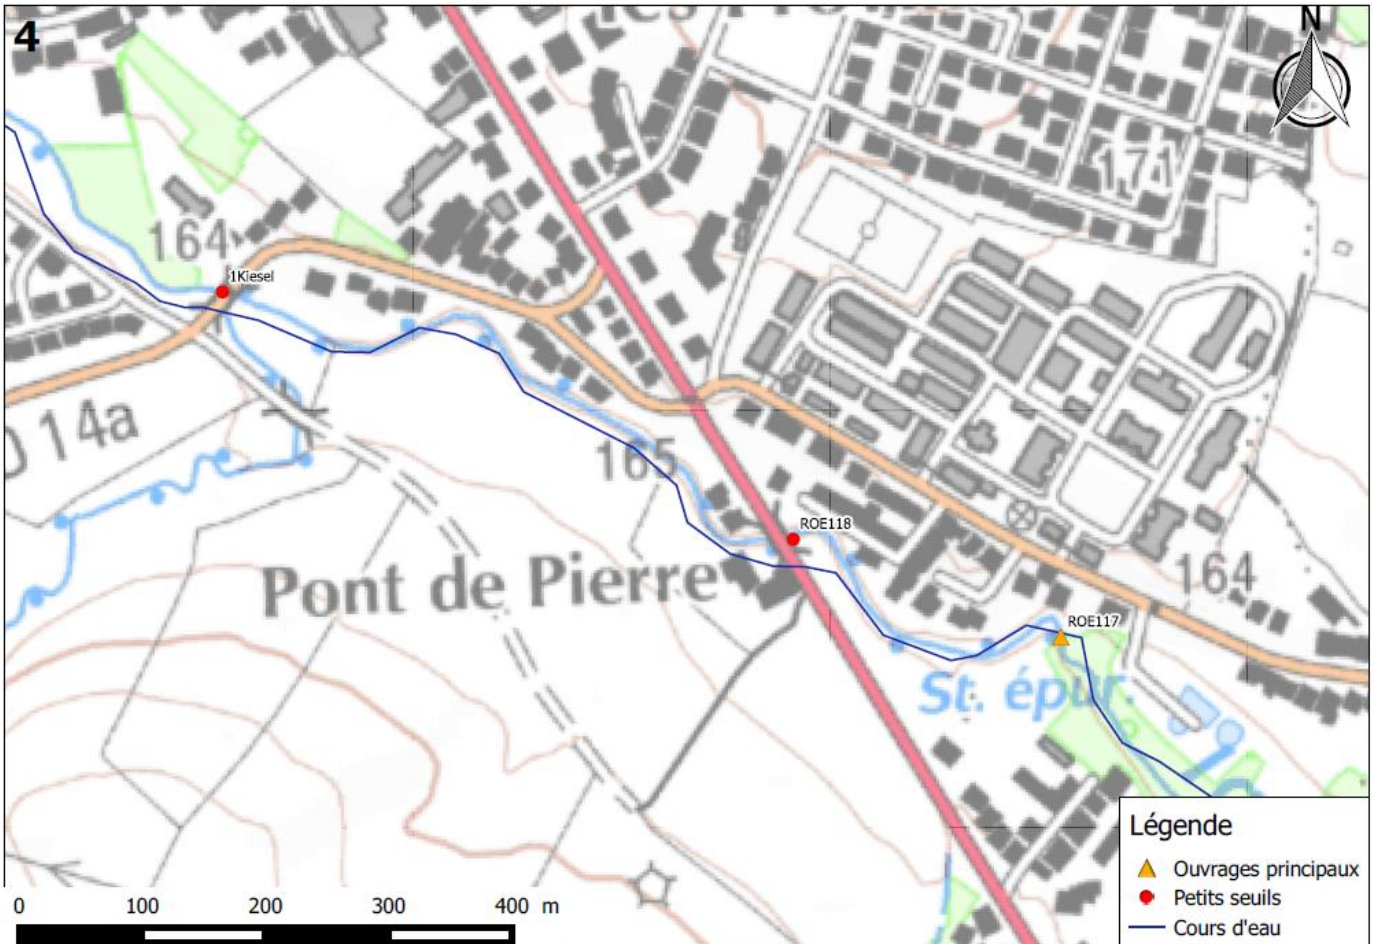 4
N
171
164
1Kiesel
14a
165
ROE118
Pont de Pierre
164
ROE117
St. épur.
Légende
Ouvrages principaux
Petits seuils
Cours d'eau
0 100 200 300 400 m